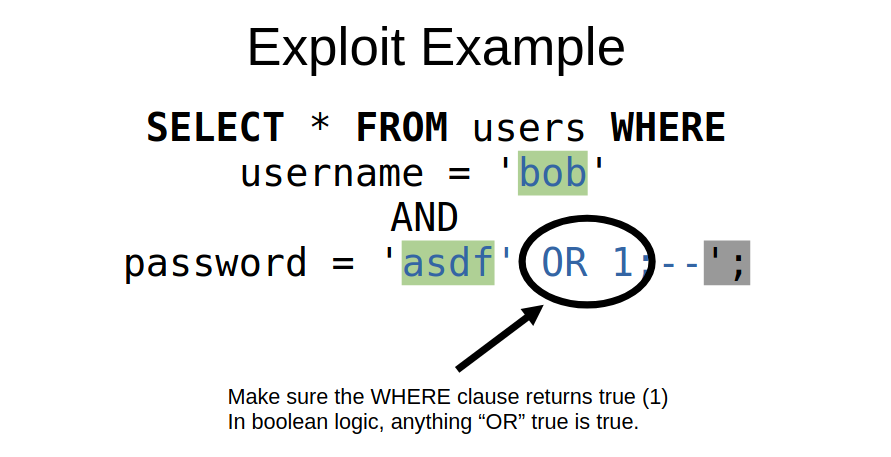 Exploit Example
SELECT * FROM users WHERE
username = 'bob'
AND
password = 'asdf' OR 1;--';
Make sure the WHERE clause returns true (1)
In boolean logic, anything “OR” true is true.